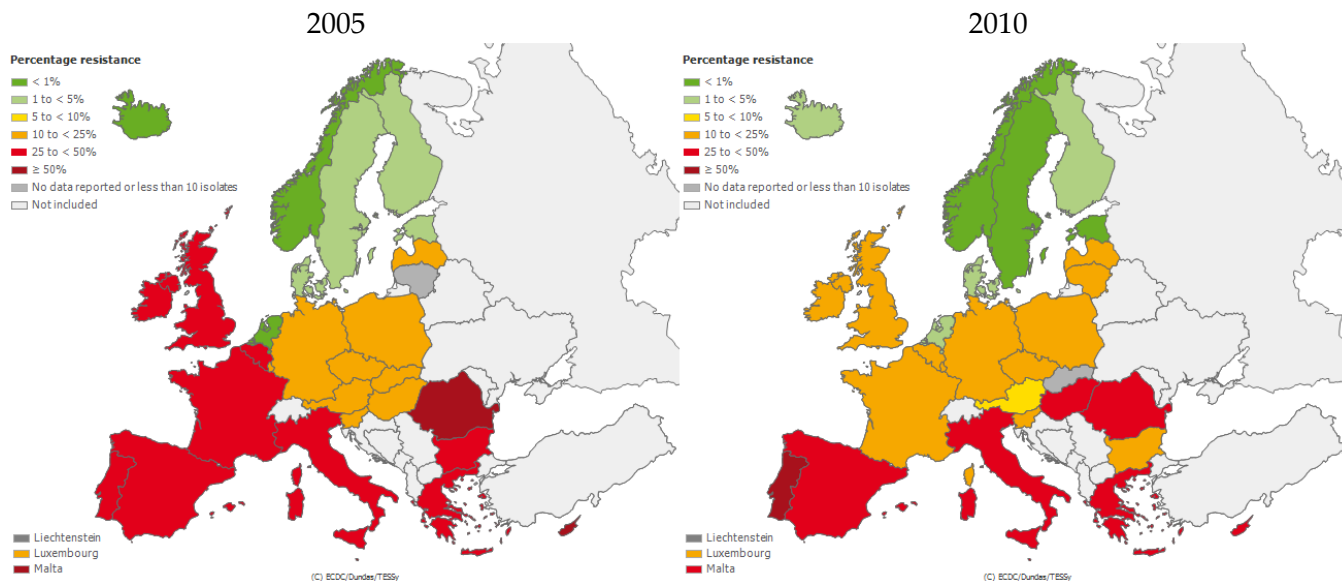 2005
2010
Percentage resistance
< 1%
1 to < 5%
5 to < 10%
10 to < 25%
25 to < 50%
≥ 50%
No data reported or less than 10 isolates
Not included
Liechtenstein
Luxembourg
Malta
(C) ECDC/Dundas/TESSy
Percentage resistance
< 1%
1 to < 5%
5 to < 10%
10 to < 25%
25 to < 50%
≥ 50%
No data reported or less than 10 isolates
Not included
Liechtenstein
Luxembourg
Malta
(C) ECDC/Dundas/TESSy